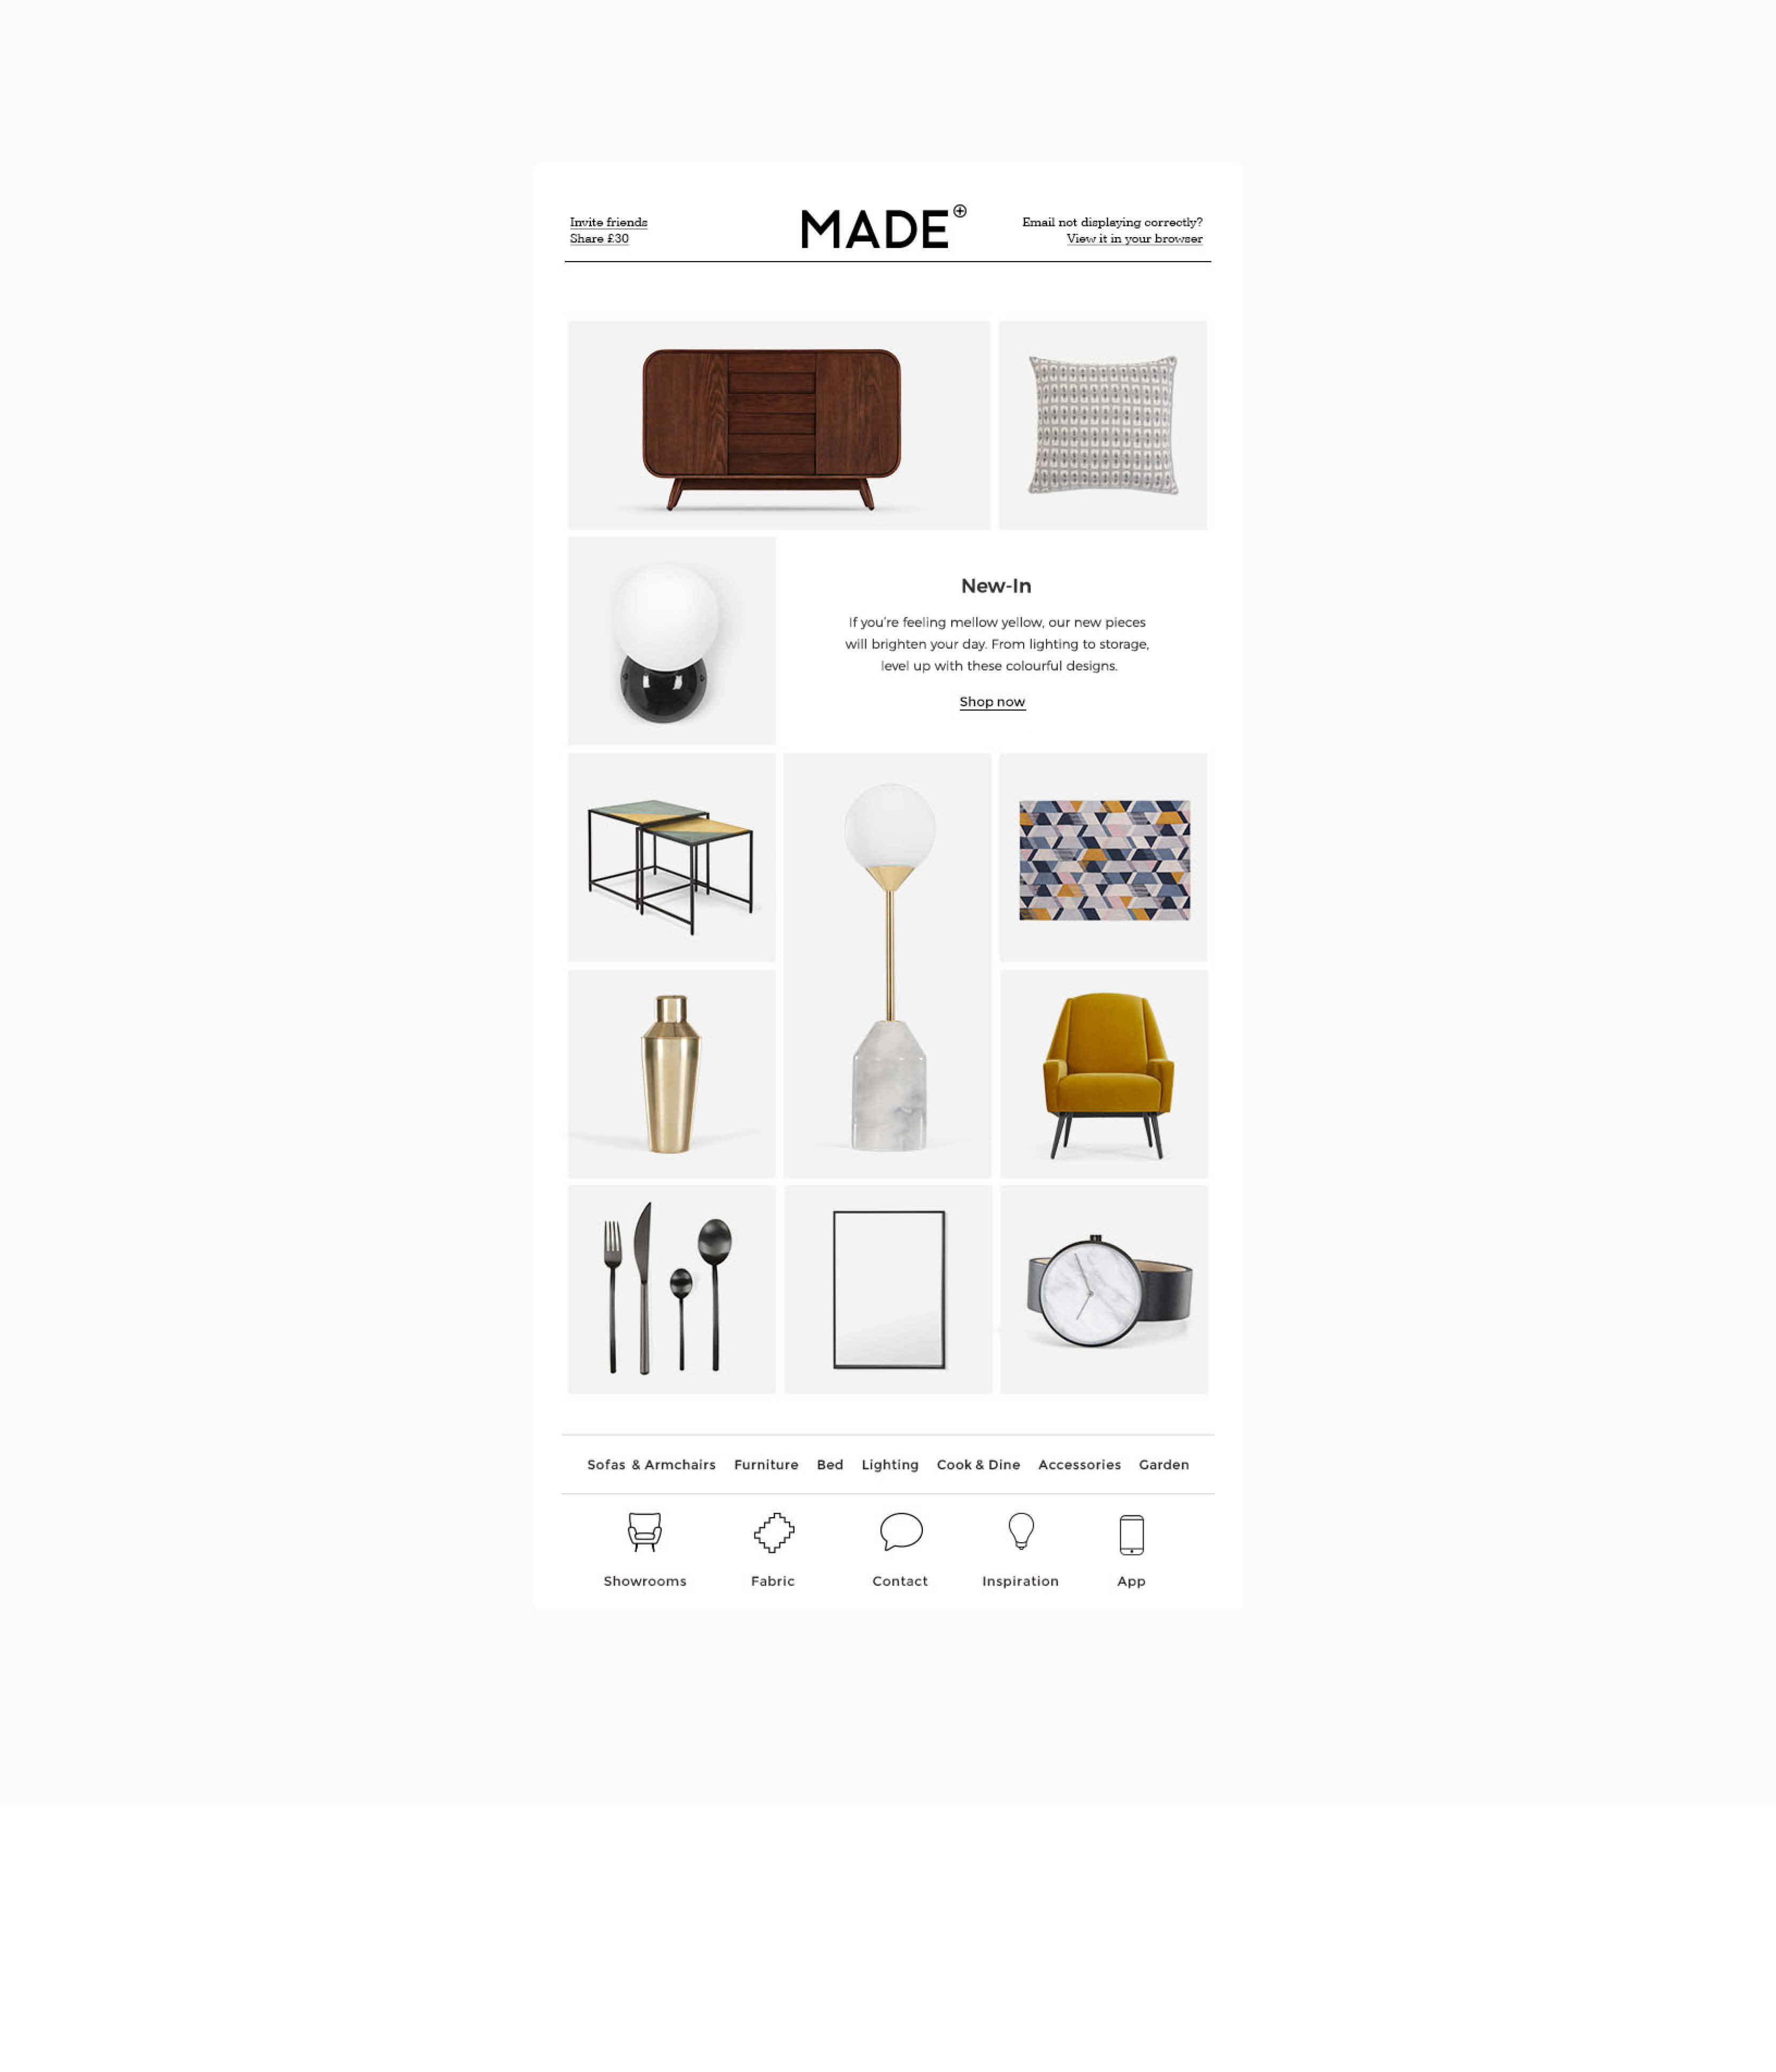 Invite friends
Share £30
MADE
Email not displaying correctly?
View it in your browser
New-In
If you're feeling mellow yellow, our new pieces
will brighten your day. From lighting to storage,
level up with these colourful designs.
Shop now
Sofas & Armchairs Furniture Bed Lighting Cook & Dine Accessories Garden
Showrooms Fabric Contact Inspiration App